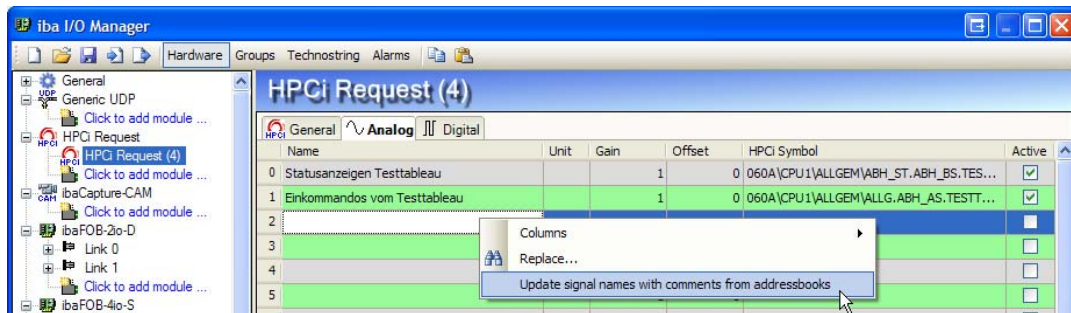 iba I/O Manager
Hardware Groups Technostring Alarms
General
Generic UDP
Click to add module ...
HPCi Request
HPCi Request (4)
Click to add module ...
ibaCapture-CAM
Click to add module ...
ibaFOB-2io-D
Link 0
Link 1
Click to add module ...
ibaFOB-4io-S
HPCi Request (4)
General Analog Digital
Name Unit Gain Offset HPCi Symbol Active
0 Statusanzeigen Testtableau 1 0 060A\CPU1\ALLGEM\ABH_ST.ABH_BS.TES...
1 Einkommandos vom Testtableau 1 0 060A\CPU1\ALLGEM\ALLG.ABH_AS.TESTT...
2
3
4
5
Columns
Replace...
Update signal names with comments from addressbooks